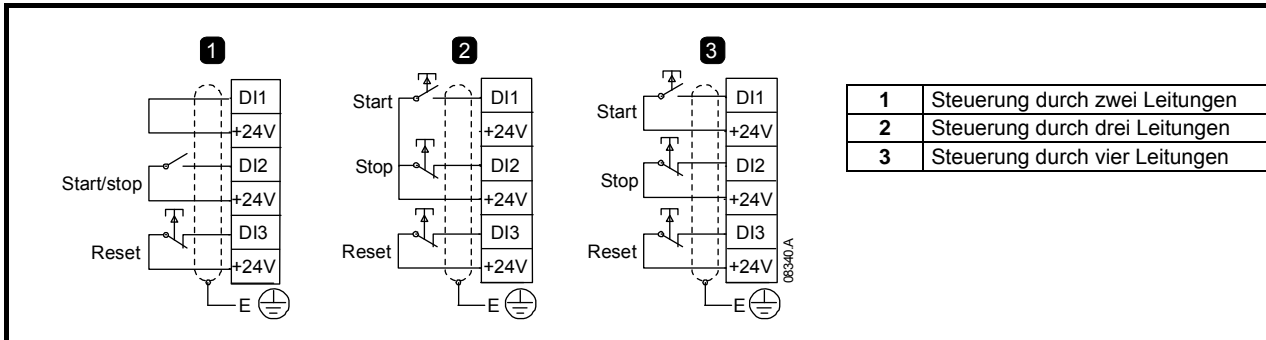 1
DI1
+24V
DI2
Start/stop
+24V
DI3
Reset
+24V
E
2
Start
DI1
+24V
Stop
DI2
+24V
DI3
Reset
+24V
E
3
DI1
Start
+24V
DI2
Stop
+24V
DI3
Reset
+24V
E
08340.A
1 Steuerung durch zwei Leitungen
2 Steuerung durch drei Leitungen
3 Steuerung durch vier Leitungen